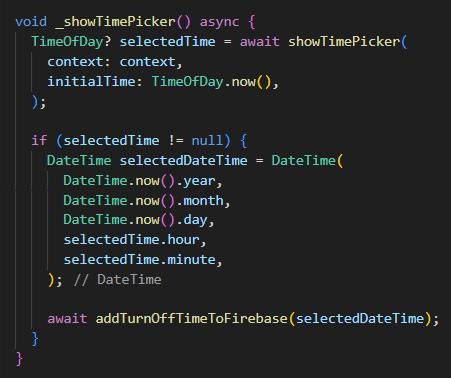 void _showTimePicker() async {
  TimeOfDay? selectedTime = await showTimePicker(
    context: context,
    initialTime: TimeOfDay.now(),
  );

  if (selectedTime != null) {
    DateTime selectedDateTime = DateTime(
      DateTime.now().year,
      DateTime.now().month,
      DateTime.now().day,
      selectedTime.hour,
      selectedTime.minute,
    ); // DateTime

    await addTurnOffTimeToFirebase(selectedDateTime);
  }
}